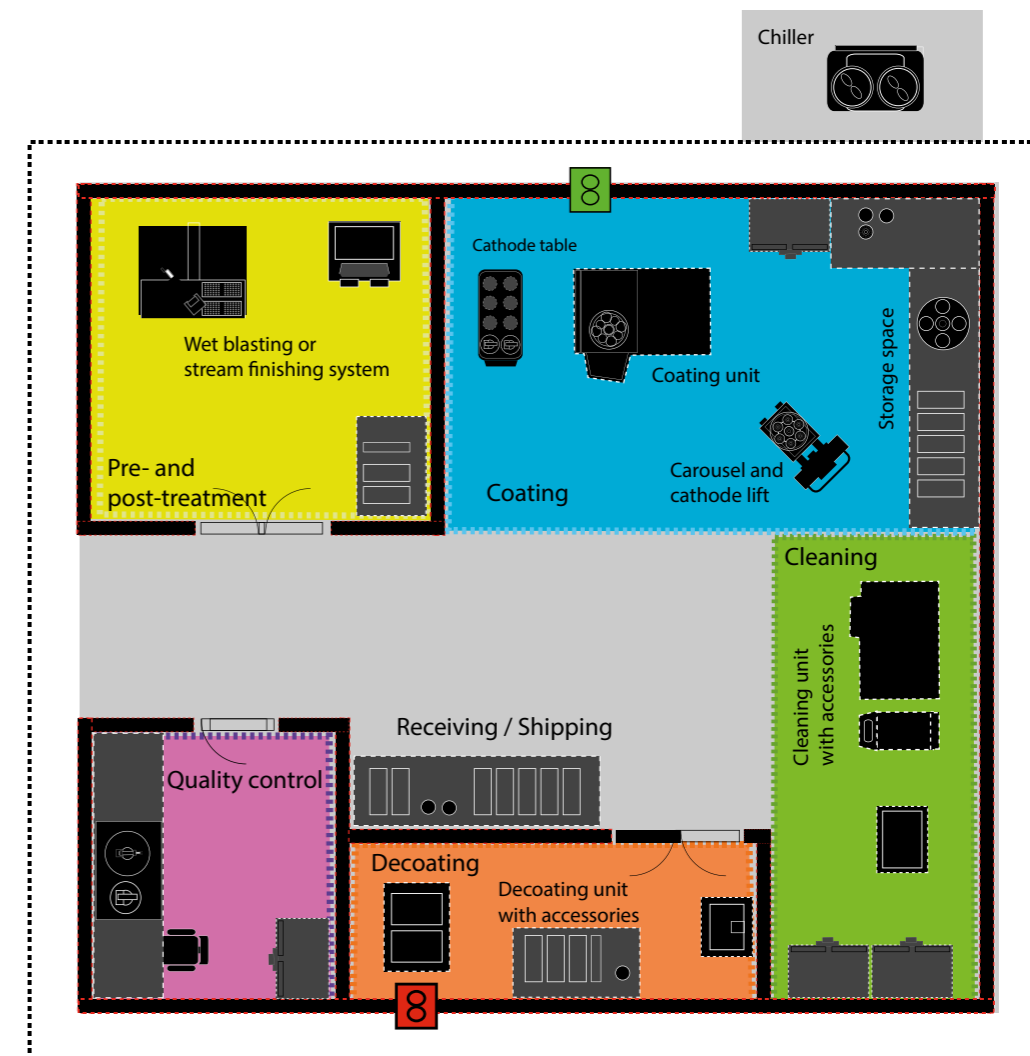 Chiller
Cathode table
Wet blasting or
stream finishing system
Coating unit
Storage space
Pre- and
post-treatment
Coating
Carousel and
cathode lift
Cleaning
Cleaning unit
with accessories
Receiving / Shipping
Quality control
Decoating
Decoating unit
with accessories